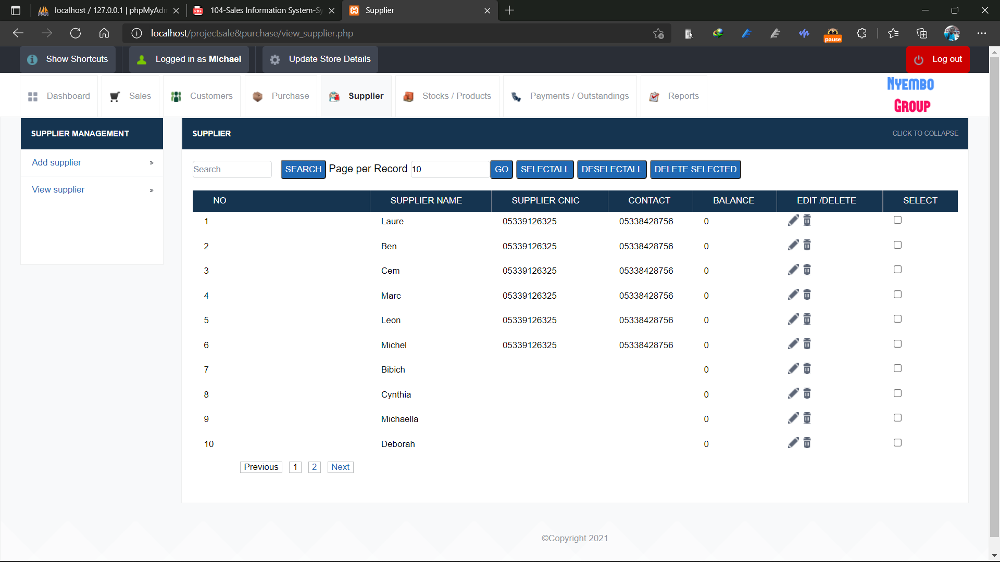 localhost / 127.0.0.1 | phpMyAdm
104-Sales Information System-Sy
Supplier
localhost/projectsale&purchase/view_supplier.php
pause
Show Shortcuts
Logged in as Michael
Update Store Details
Log out
Dashboard
Sales
Customers
Purchase
Supplier
Stocks / Products
Payments / Outstandings
Reports
Nyembo
Group
SUPPLIER MANAGEMENT
Add supplier »
View supplier »
SUPPLIER
CLICK TO COLLAPSE
Search SEARCH Page per Record 10 GO SELECTALL DESELECTALL DELETE SELECTED
NO SUPPLIER NAME SUPPLIER CNIC CONTACT BALANCE EDIT /DELETE SELECT
1 Laure 05339126325 05338428756 0
2 Ben 05339126325 05338428756 0
3 Cem 05339126325 05338428756 0
4 Marc 05339126325 05338428756 0
5 Leon 05339126325 05338428756 0
6 Michel 05339126325 05338428756 0
7 Bibich 0
8 Cynthia 0
9 Michaella 0
10 Deborah 0
Previous 1 2 Next
©Copyright 2021